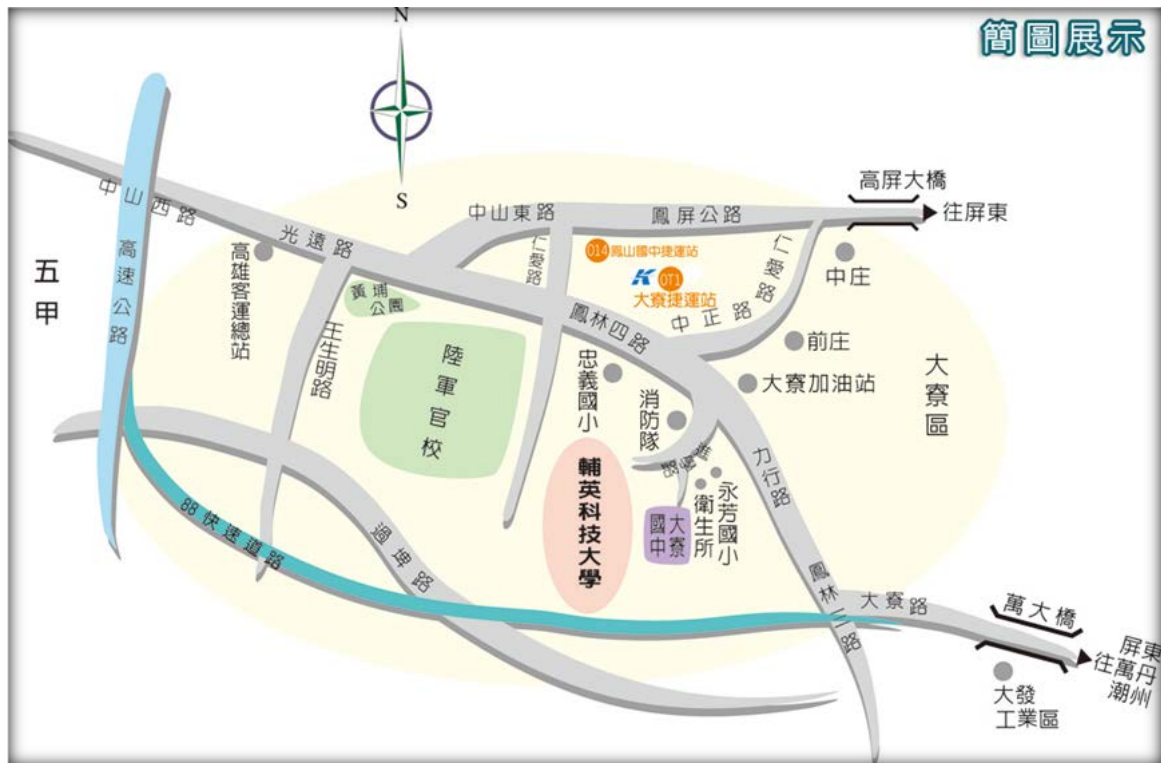 簡圖展示
N
S
高屏大橋
往屏東
中山東路
鳳屏公路
中山西路
光遠路
仁愛路
O14 鳳山國中捷運站
K OT1
大寮捷運站
仁愛路
中庄
五甲
高速公路
高雄客運總站
黃埔
公園
鳳林四路
中正路
前庄
壬生明路
陸軍官校
忠義國小
大寮加油站
大寮區
消防隊
進學路
力行路
輔英科技大學
永芳國小
衛生所
大寮
國中
88快速道路
過埤路
鳳林三路
大寮路
萬大橋
屏東
往萬丹
潮州
大發
工業區